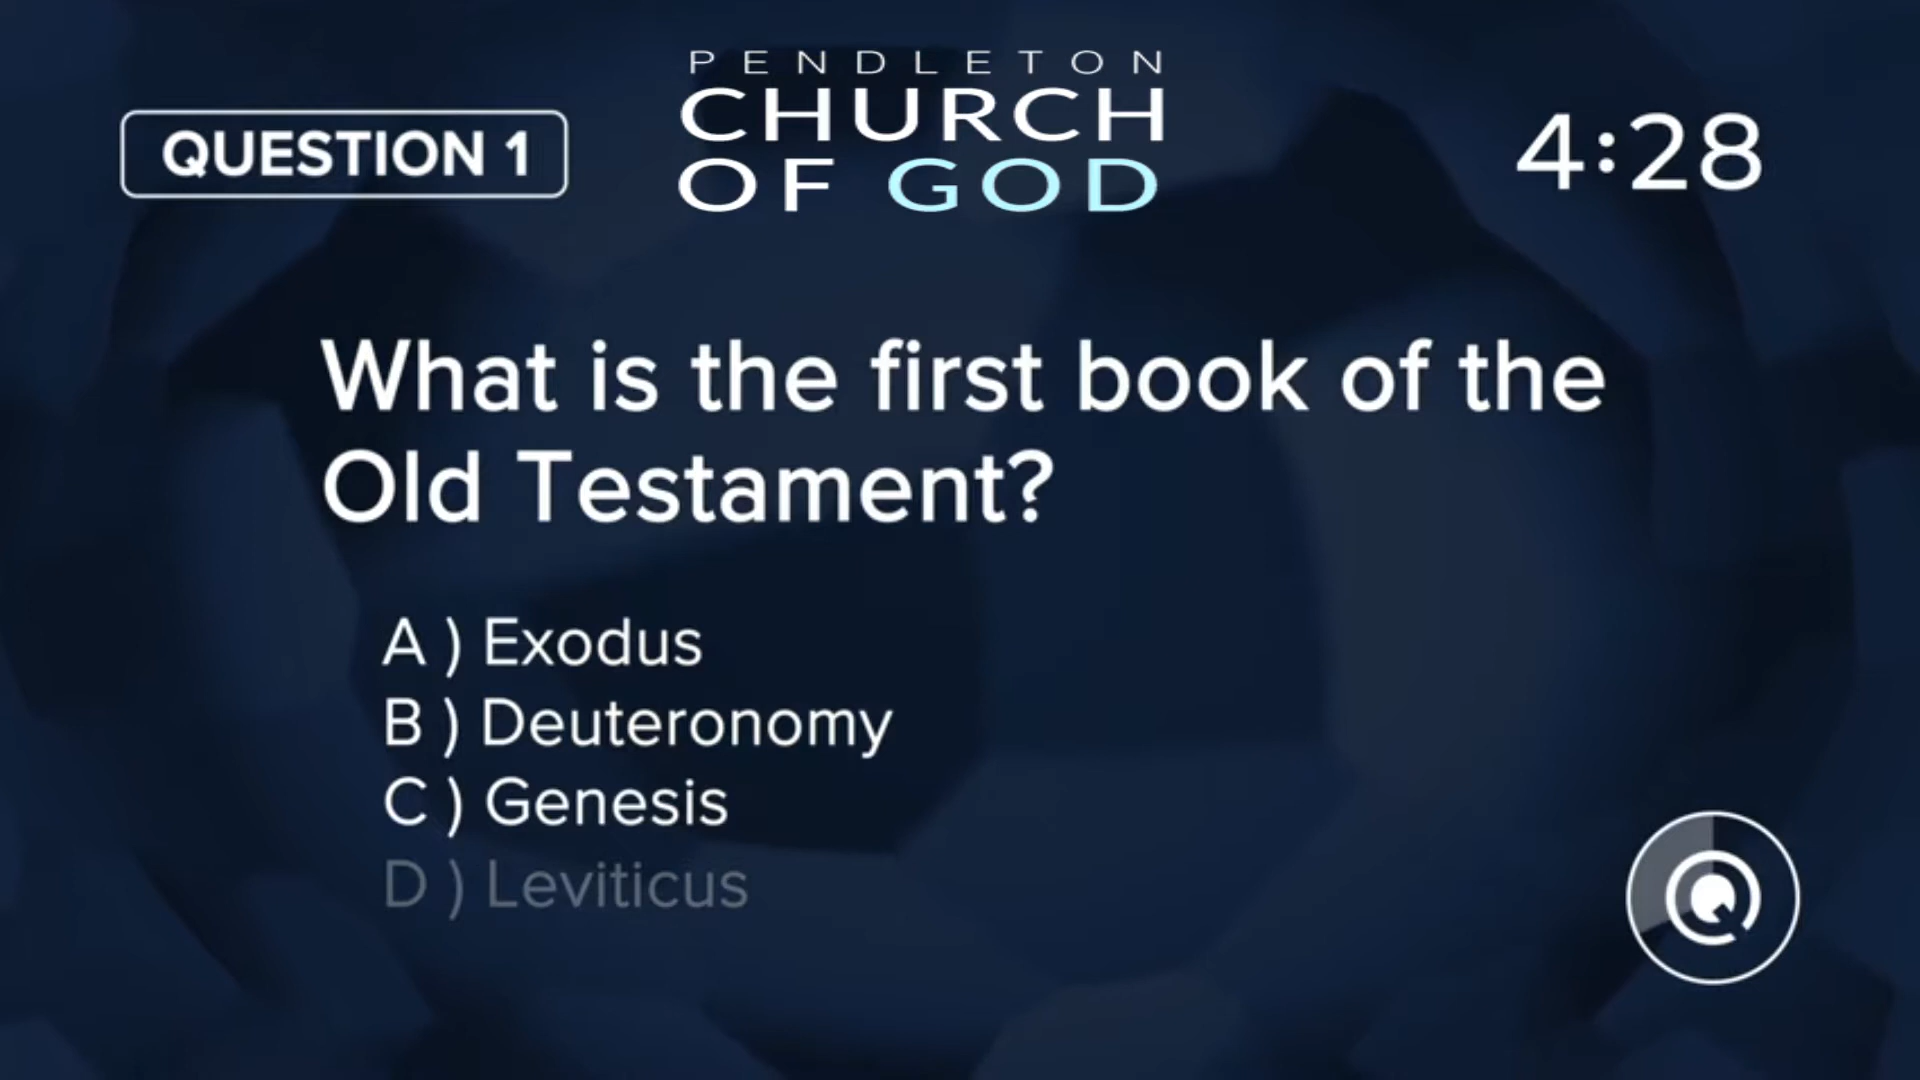 PENDLETON
CHURCH
OF GOD
QUESTION 1
4:28
What is the first book of the
Old Testament?
A ) Exodus
B ) Deuteronomy
C ) Genesis
D ) Leviticus
Q